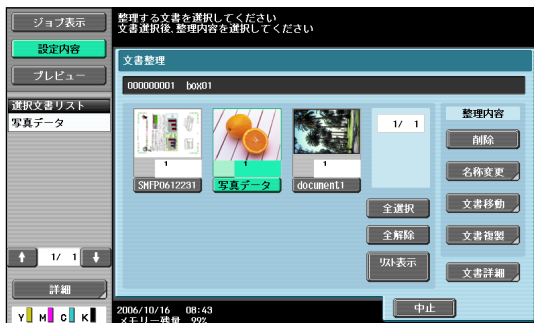 ジョブ表示
設定内容
プレビュー
選択文書リスト
写真データ
1/ 1
詳細
Y M C K
整理する文書を選択してください
文書選択後、整理内容を選択してください
文書整理
000000001 box01
1
SHFP0612231
1
写真データ
1
document1
1/ 1
全選択
全解除
リスト表示
整理内容
削除
名称変更
文書移動
文書複製
文書詳細
2006/10/16 08:43
メモリー残量 99%
中止